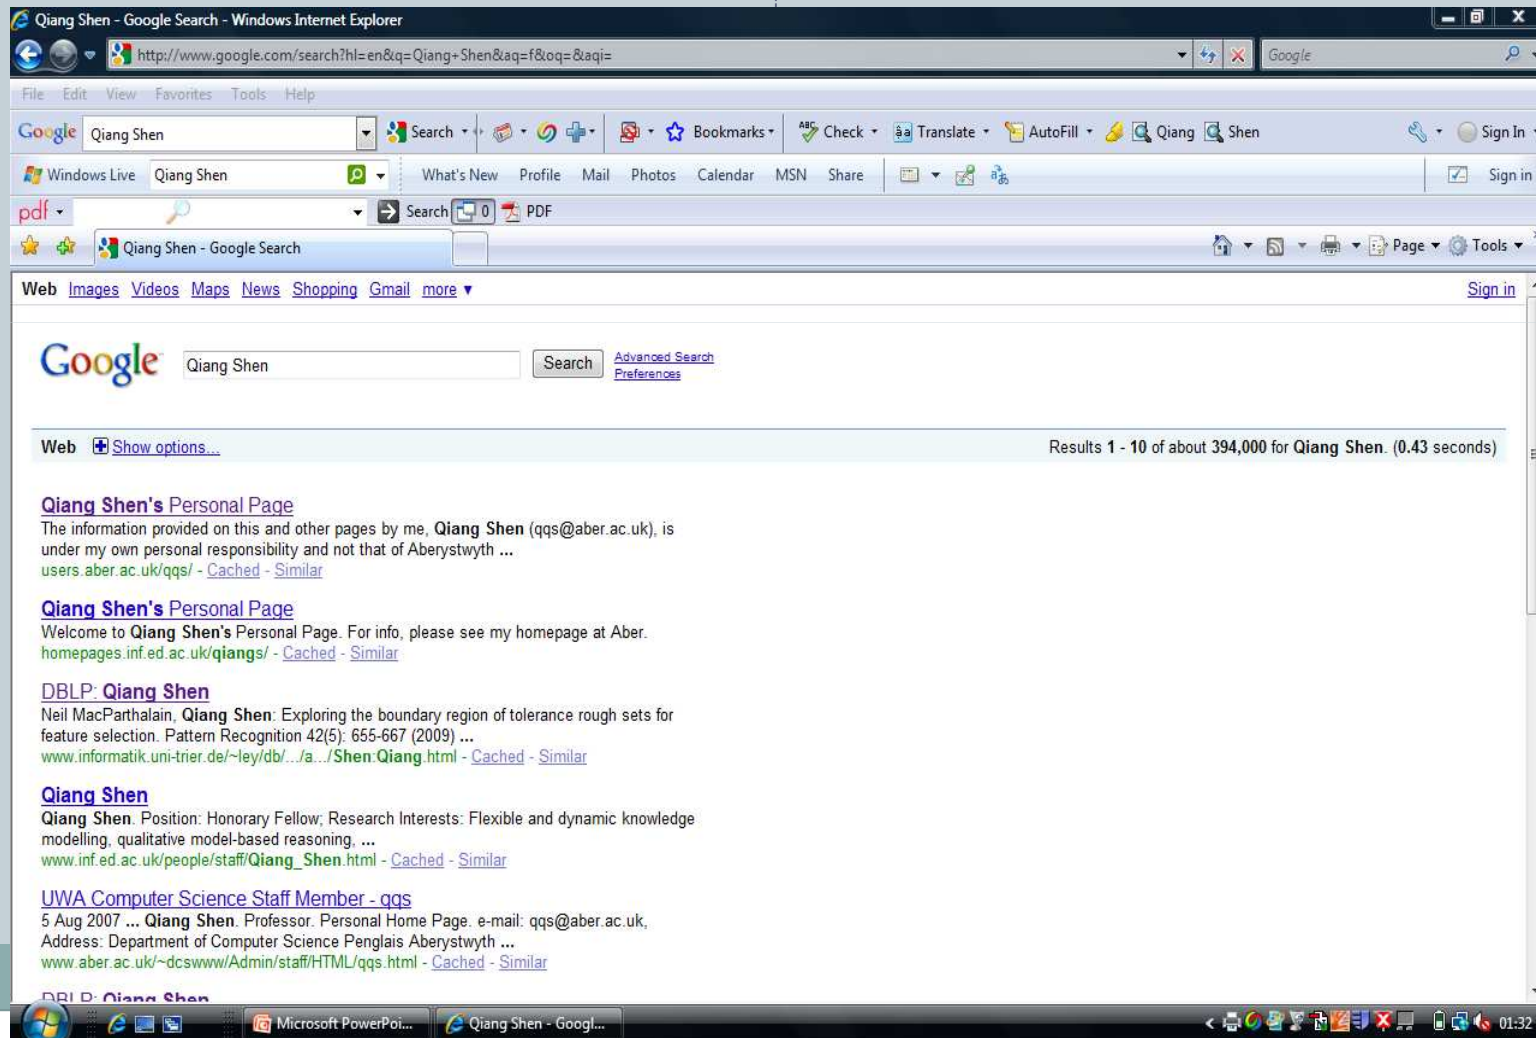 Qiang Shen - Google Search - Windows Internet Explorer
http://www.google.com/search?hl=en&q=Qiang+Shen&aq=f&oq=&aqi=
Google
File Edit View Favorites Tools Help
Google Qiang Shen Search Bookmarks ABC Check Translate AutoFill Qiang Shen Sign In
Windows Live Qiang Shen What's New Profile Mail Photos Calendar MSN Share Sign in
pdf Search 0 PDF
Qiang Shen - Google Search Page Tools
Web Images Videos Maps News Shopping Gmail more Sign in
Google Qiang Shen Search Advanced Search
Preferences
Web Show options... Results 1 - 10 of about 394,000 for Qiang Shen. (0.43 seconds)
Qiang Shen's Personal Page
The information provided on this and other pages by me, Qiang Shen (qqs@aber.ac.uk), is
under my own personal responsibility and not that of Aberystwyth ...
users.aber.ac.uk/qqs/ - Cached - Similar
Qiang Shen's Personal Page
Welcome to Qiang Shen's Personal Page. For info, please see my homepage at Aber.
homepages.inf.ed.ac.uk/qiangs/ - Cached - Similar
DBLP: Qiang Shen
Neil MacParthalain, Qiang Shen: Exploring the boundary region of tolerance rough sets for
feature selection. Pattern Recognition 42(5): 655-667 (2009) ...
www.informatik.uni-trier.de/~ley/db/.../a.../Shen:Qiang.html - Cached - Similar
Qiang Shen
Qiang Shen. Position: Honorary Fellow; Research Interests: Flexible and dynamic knowledge
modelling, qualitative model-based reasoning, ...
www.inf.ed.ac.uk/people/staff/Qiang_Shen.html - Cached - Similar
UWA Computer Science Staff Member - qqs
5 Aug 2007 ... Qiang Shen. Professor. Personal Home Page. e-mail: qqs@aber.ac.uk,
Address: Department of Computer Science Penglais Aberystwyth ...
www.aber.ac.uk/~dcswww/Admin/staff/HTML/qqs.html - Cached - Similar
DBLP: Qiang Shen
Microsoft PowerPoi... Qiang Shen - Googl... 01:32